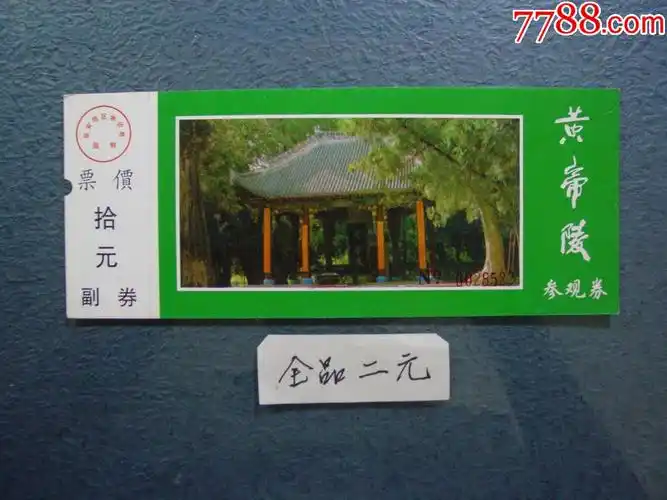 7788.com
票價
拾
元
副券
黄帝陵
参观券
全品二元